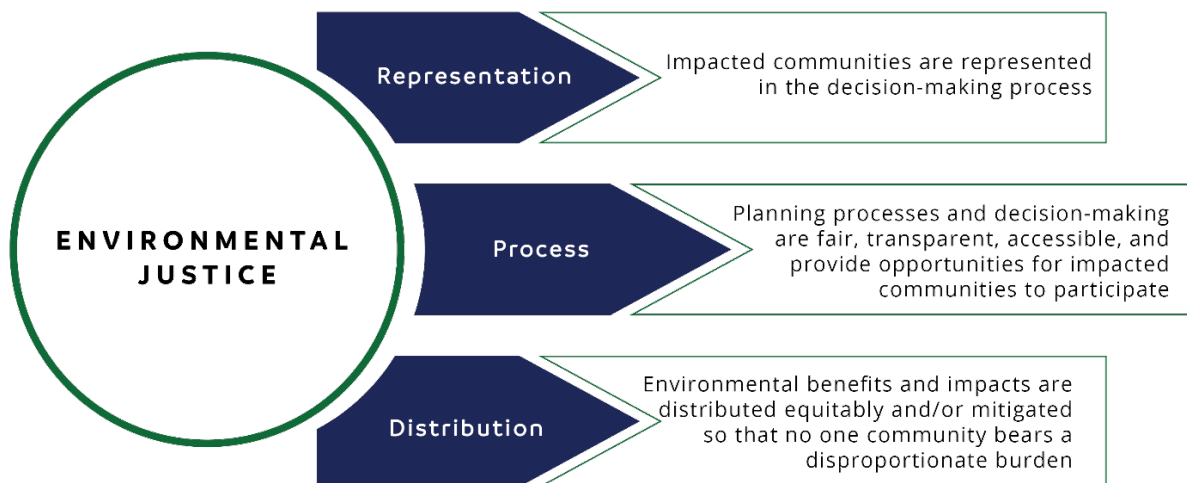 ENVIRONMENTAL
JUSTICE
Representation
Impacted communities are represented
in the decision-making process
Process
Planning processes and decision-making
are fair, transparent, accessible, and
provide opportunities for impacted
communities to participate
Distribution
Environmental benefits and impacts are
distributed equitably and/or mitigated
so that no one community bears a
disproportionate burden